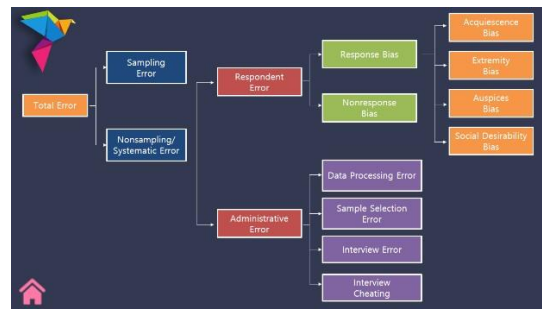 Total Error
Sampling
Error
Nonsampling/
Systematic Error
Respondent
Error
Administrative
Error
Response Bias
Nonresponse
Bias
Data Processing Error
Sample Selection
Error
Interview Error
Interview
Cheating
Acquiescence
Bias
Extremity
Bias
Auspices
Bias
Social Desirability
Bias